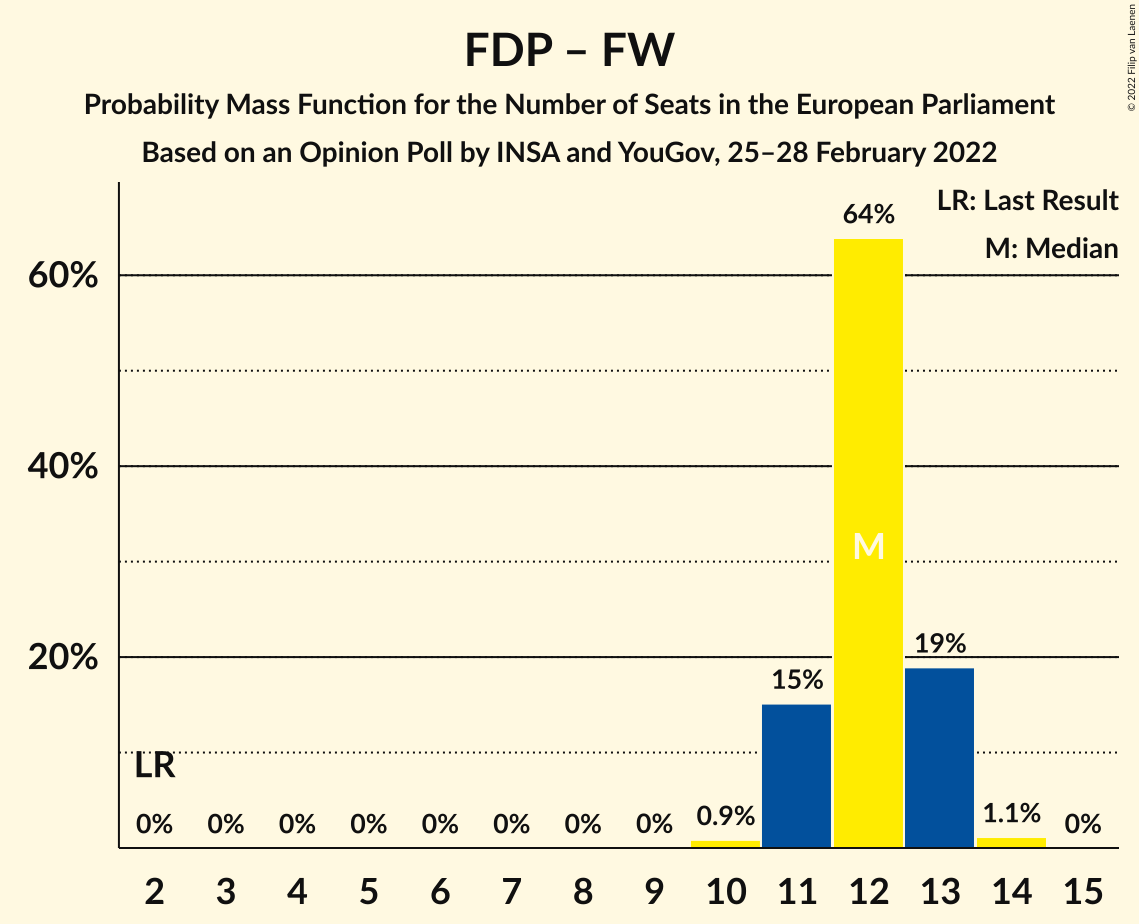 FDP – FW
Probability Mass Function for the Number of Seats in the European Parliament
Based on an Opinion Poll by INSA and YouGov, 25–28 February 2022
© 2022 Filip van Laenen
LR: Last Result
M: Median
64%
60%
40%
M
20%
19%
15%
LR
0% 0% 0% 0% 0% 0% 0% 0% 0.9% 1.1% 0%
2 3 4 5 6 7 8 9 10 11 12 13 14 15